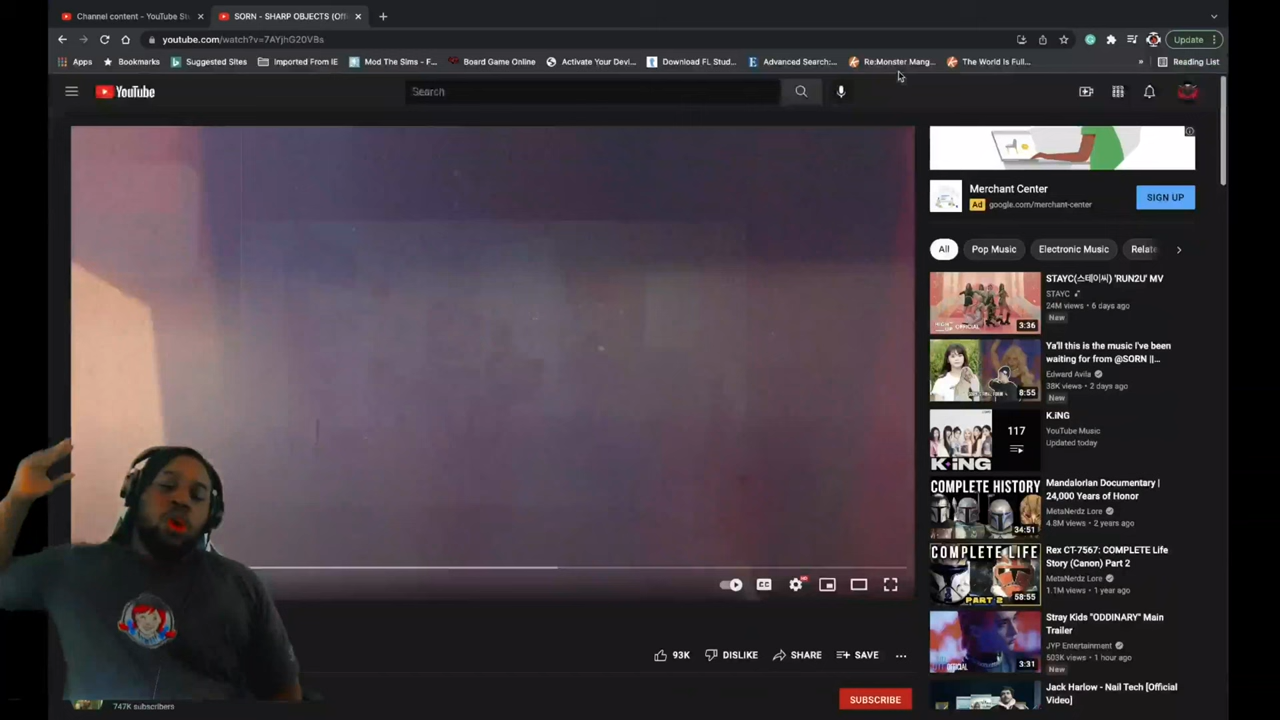 Channel content - YouTube Stu
SORN - SHARP OBJECTS (Offi
youtube.com/watch?v=7AYjhG20VBs
Update
Apps
Bookmarks
Suggested Sites
Imported From IE
Mod The Sims - F...
Board Game Online
Activate Your Devi...
Download FL Stud...
Advanced Search:...
Re:Monster Mang...
The World Is Full...
»
Reading List
YouTube
Search
Merchant Center
Ad google.com/merchant-center
SIGN UP
All
Pop Music
Electronic Music
Relate
STAYC(스테이씨) 'RUN2U' MV
STAYC
24M views • 6 days ago
New
3:36
Ya'll this is the music I've been
waiting for from @SORN ||...
Edward Avila
38K views • 2 days ago
New
8:55
K.iNG
YouTube Music
Updated today
117
K.iNG
COMPLETE HISTORY
34:51
Mandalorian Documentary |
24,000 Years of Honor
MetaNerdz Lore
4.8M views • 2 years ago
COMPLETE LIFE
PART 2
58:55
Rex CT-7567: COMPLETE Life
Story (Canon) Part 2
MetaNerdz Lore
1.1M views • 1 year ago
Stray Kids "ODDINARY" Main
Trailer
JYP Entertainment
503K views • 1 hour ago
New
3:31
Jack Harlow - Nail Tech [Official
Video]
CC
HD
93K
DISLIKE
SHARE
SAVE
747K subscribers
SUBSCRIBE